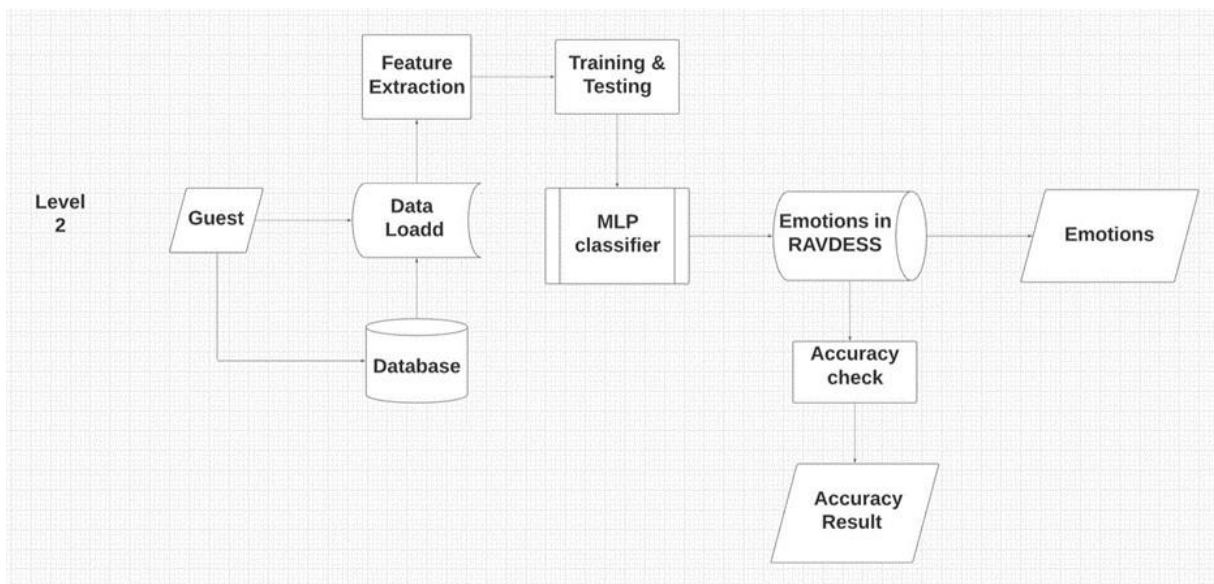 Feature
Extraction
Training &
Testing
Level
2
Guest
Data
Loadd
MLP
classifier
Emotions in
RAVDESS
Emotions
Database
Accuracy
check
Accuracy
Result